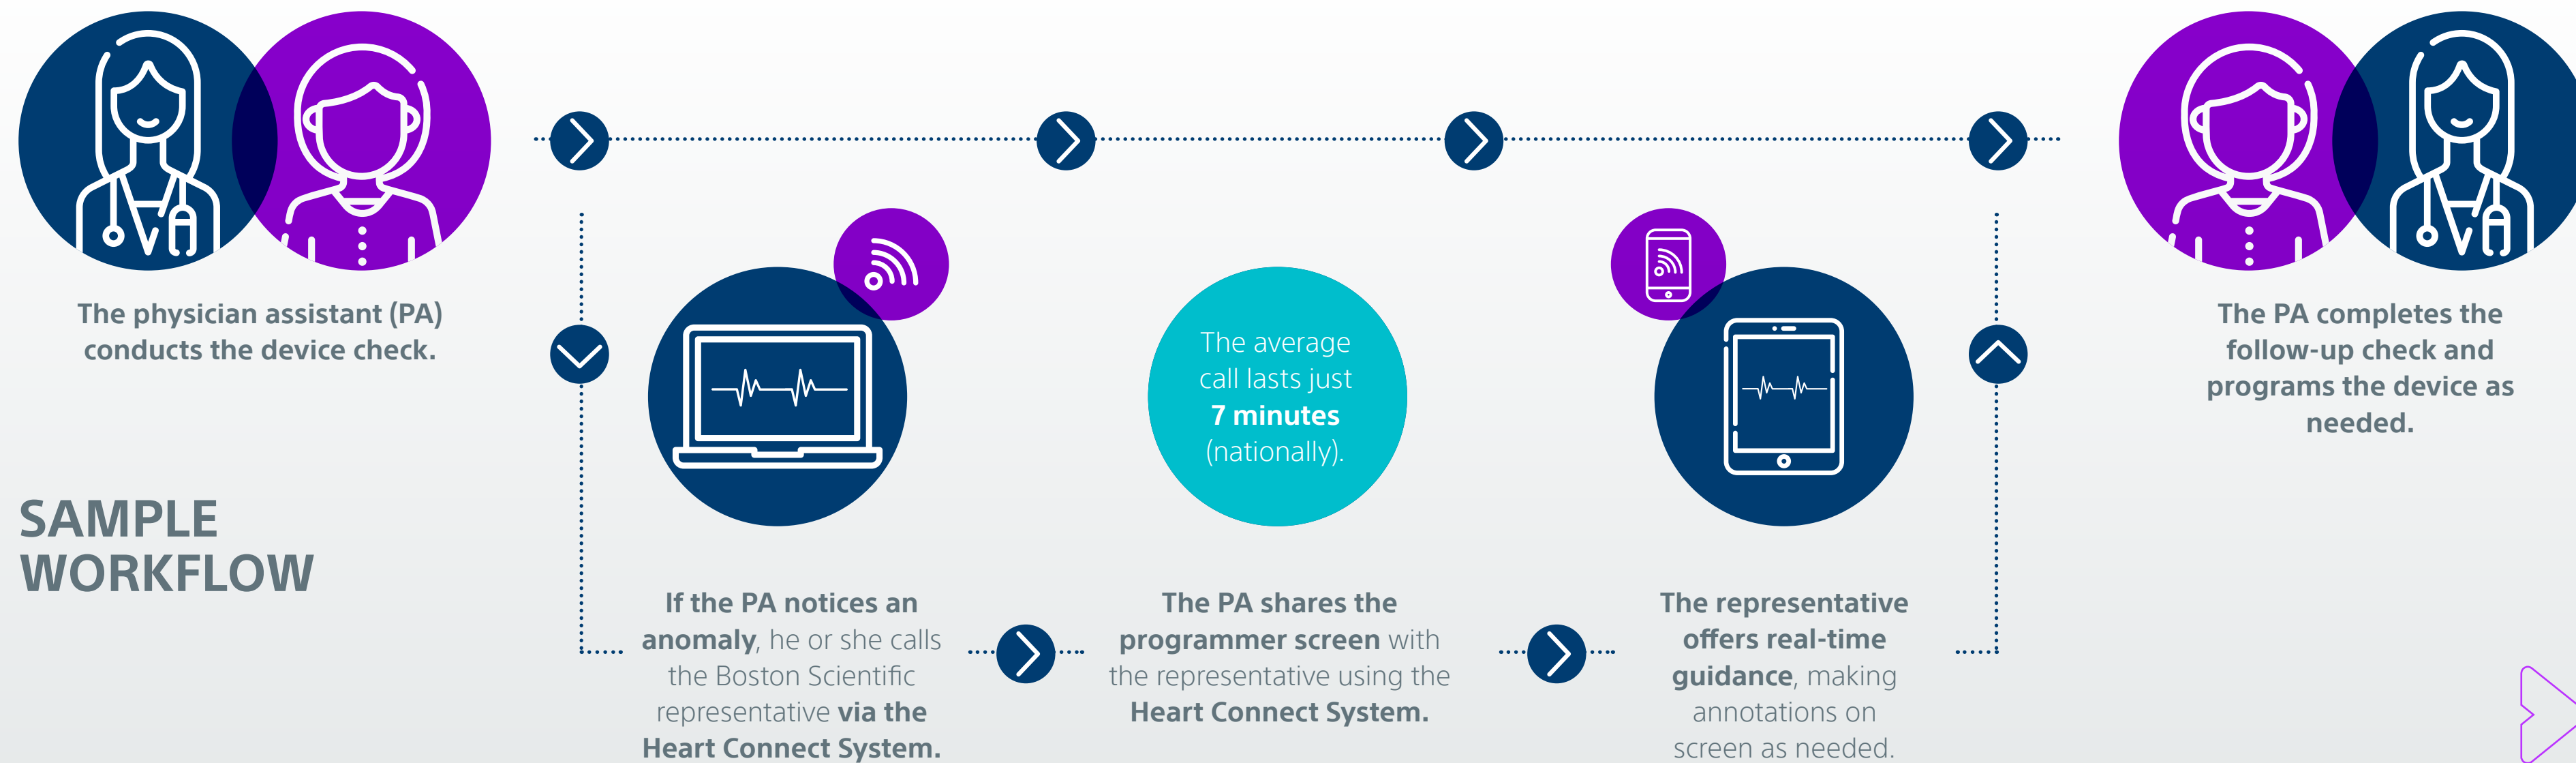 The physician assistant (PA)
conducts the device check.
SAMPLE
WORKFLOW
If the PA notices an
anomaly, he or she calls
the Boston Scientific
representative via the
Heart Connect System.
The average
call lasts just
7 minutes
(nationally).
The PA shares the
programmer screen with
the representative using the
Heart Connect System.
The representative
offers real-time
guidance, making
annotations on
screen as needed.
The PA completes the
follow-up check and
programs the device as
needed.